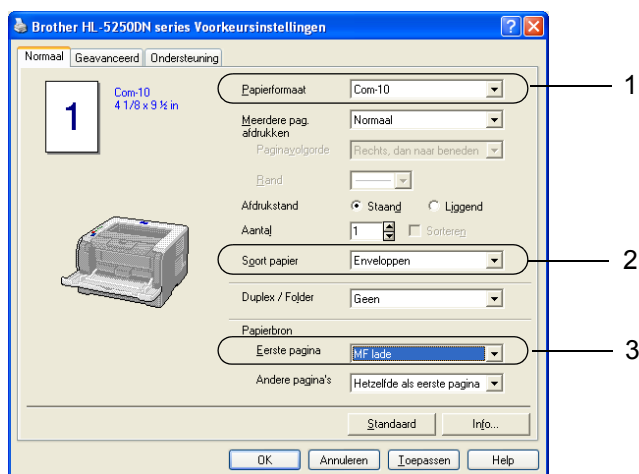 Brother HL-5250DN series Voorkeursinstellingen
Normaal Geavanceerd Ondersteuning
1
Com-10
4 1/8 x 9 ½ in
Papierformaat Com-10 1
Meerdere pag. afdrukken Normaal
Paginavolgorde Rechts, dan naar beneden
Rand
Afdrukstand Staand Liggend
Aantal 1 Sorteren
Soort papier Enveloppen 2
Duplex / Folder Geen
Papierbron
Eerste pagina MF lade 3
Andere pagina's Hetzelfde als eerste pagina
Standaard Info...
OK Annuleren Toepassen Help